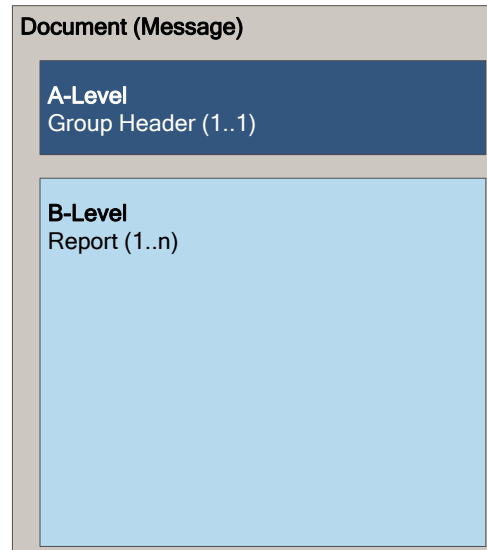 Document (Message)
A-Level
Group Header (1..1)
B-Level
Report (1..n)